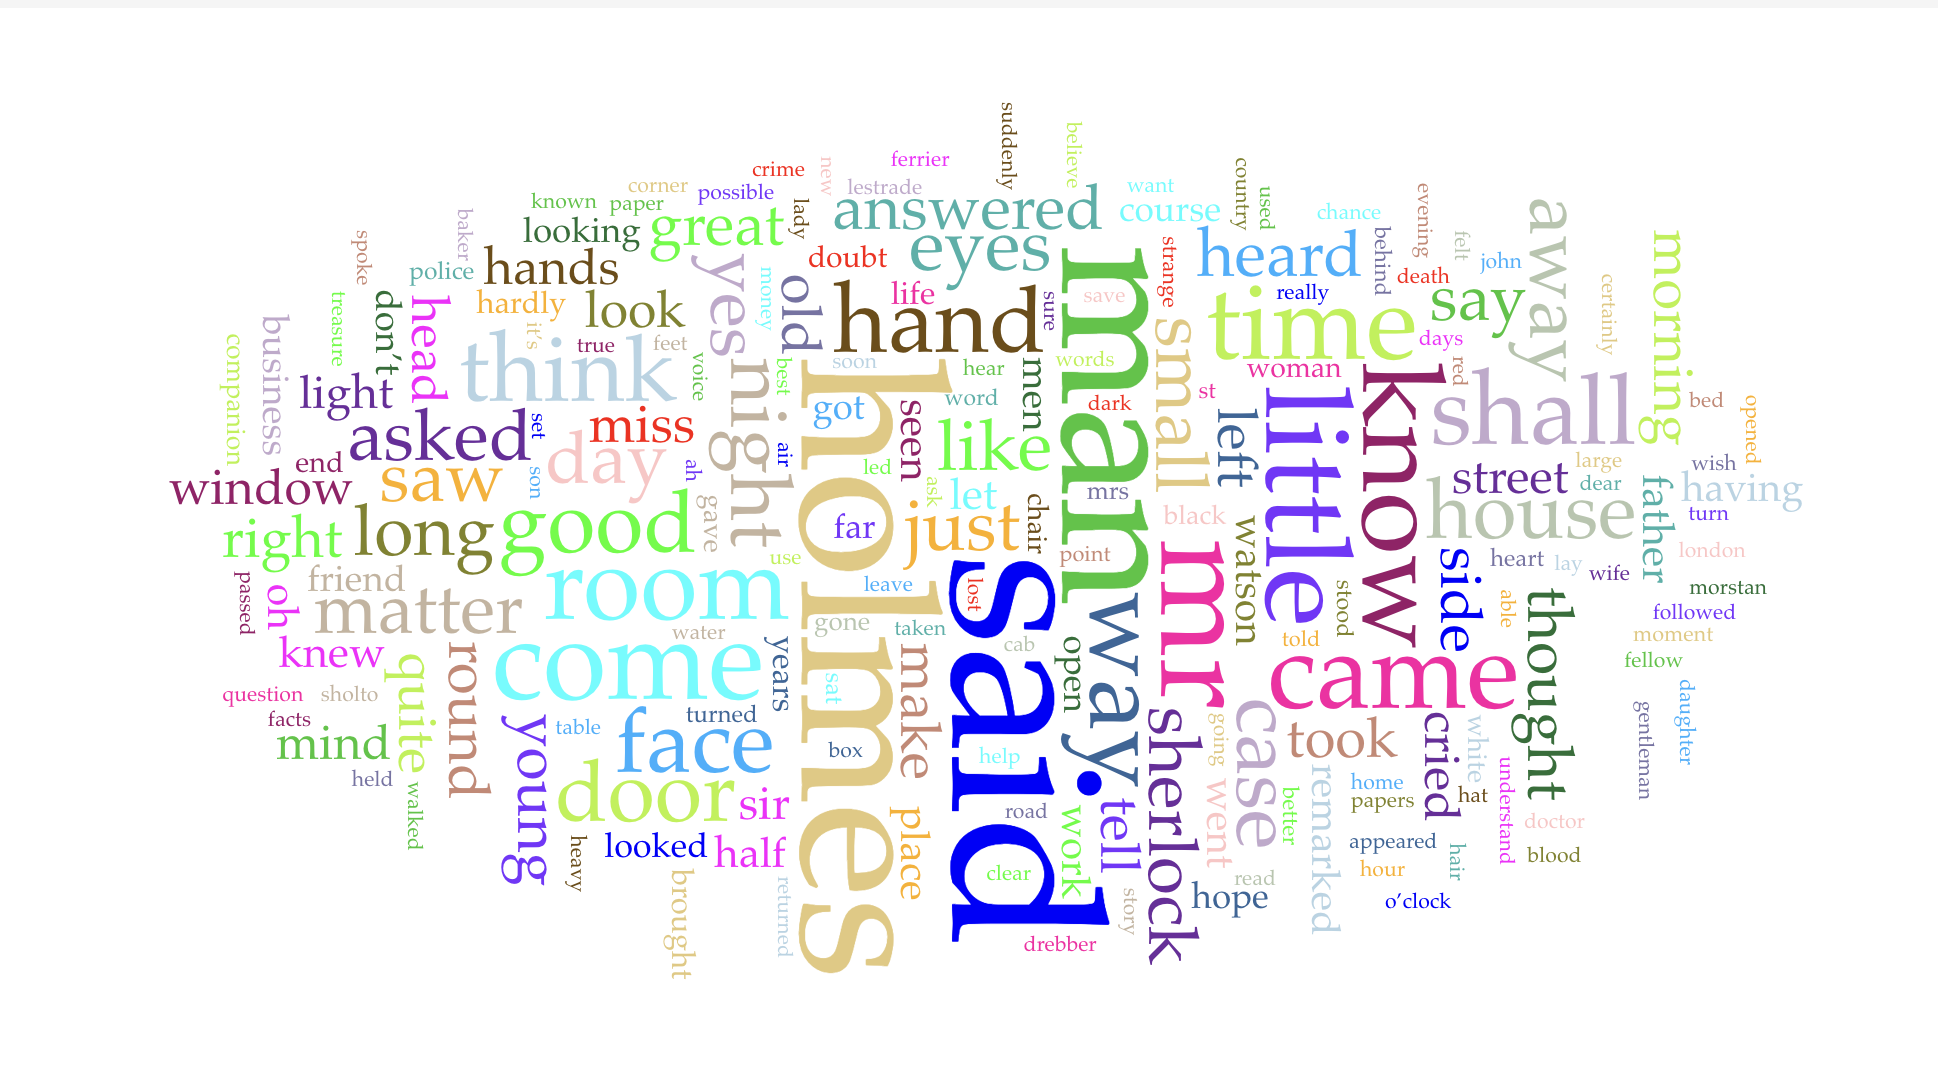 suddenly
believe
ferrier
crime
new
lestrade
want
country
used
evening
corner
possible
known
paper
lady
answered
course
chance
away
baker
looking
great
eyes
heard
behind
felt
john
morning
spoke
police
hands
doubt
strange
death
certainly
yes
money
old
life
hand
sure
save
man
really
time
say
treasure
don't
head
hardly
look
days
business
companion
it's
true
feet
think
voice
best
soon
hear
men
words
small
woman
know
red
shall
light
night
got
seen
word
dark
st
little
bed
opened
asked
set
miss
holmes
like
left
end
day
ah
air
led
large
wish
window
saw
son
ask
let
mrs
street
dear
father
having
gave
chair
black
house
turn
right
long
good
far
just
watson
use
point
heart
lay
wife
london
passed
oh
friend
room
leave
lost
said
mr
stood
side
able
morstan
matter
gone
taken
way
followed
thought
water
cab
told
moment
knew
quite
round
come
years
make
open
came
fellow
question
sholto
sat
daughter
gentleman
facts
young
table
turned
sherlock
going
case
took
cried
white
mind
face
box
help
held
understand
walked
door
sir
place
road
work
tell
went
better
remarked
home
papers
hat
doctor
heavy
looked
half
appeared
hair
blood
brought
returned
clear
story
hope
read
hour
o'clock
drebber